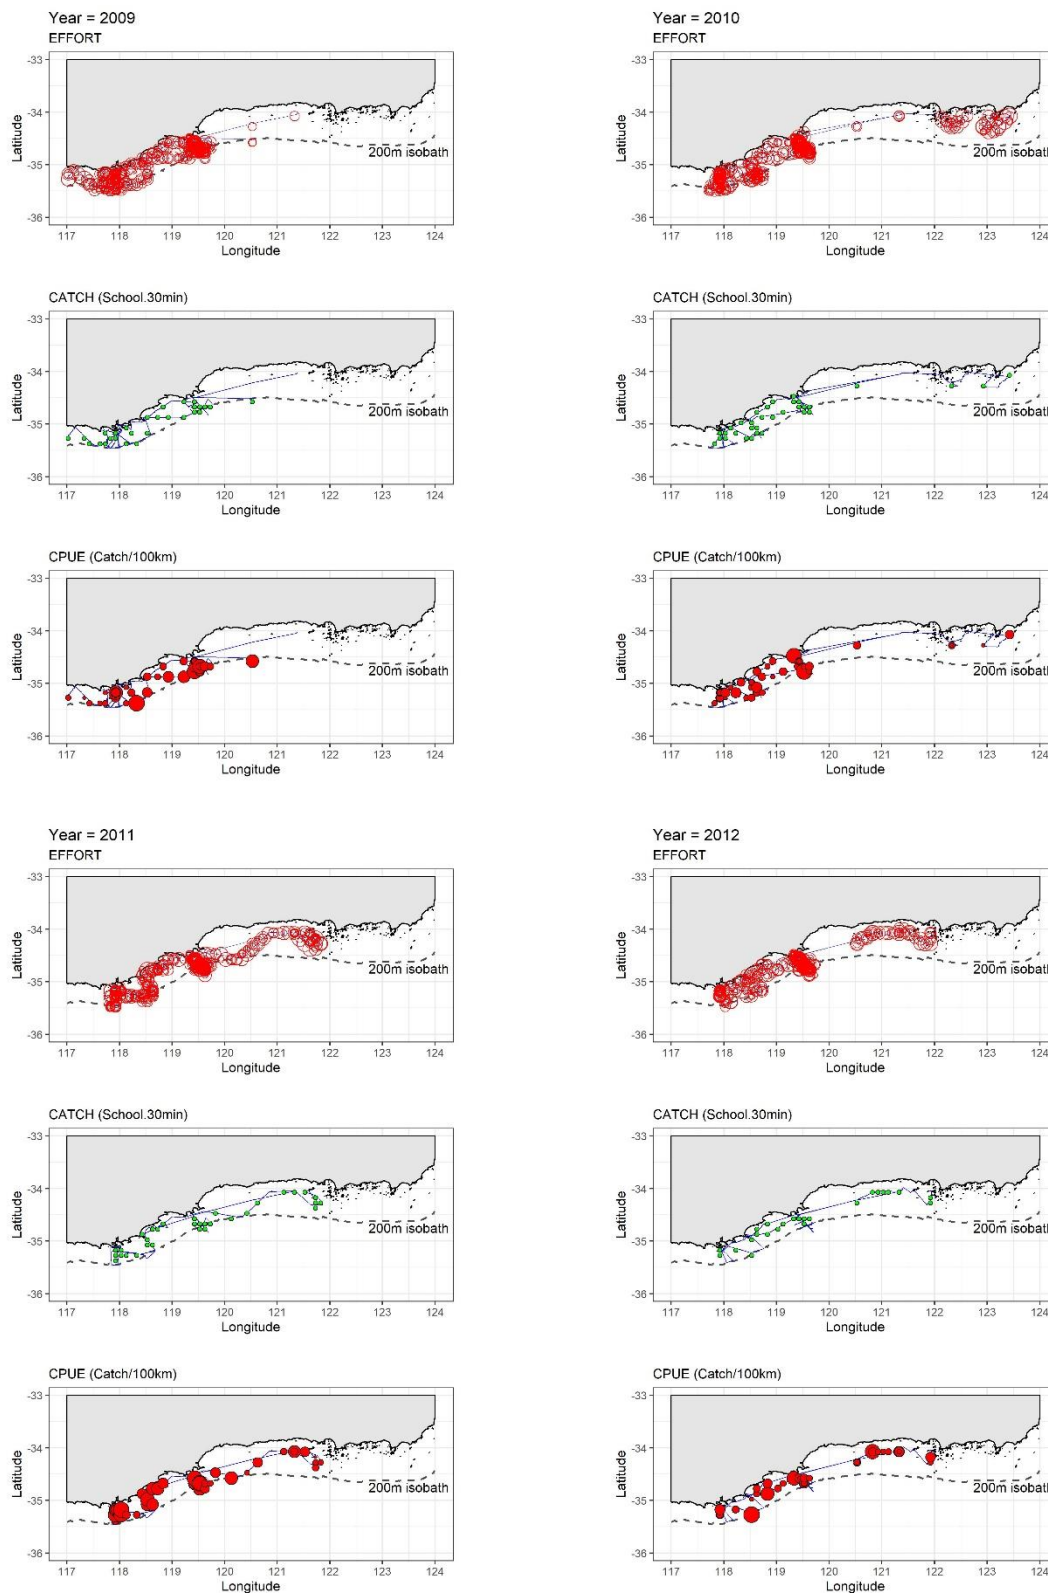 Year = 2009
EFFORT
-33
-34
-35
-36
Latitude
200m isobath
117 118 119 120 121 122 123 124
Longitude
CATCH (School.30min)
-33
-34
-35
-36
Latitude
200m isobath
117 118 119 120 121 122 123 124
Longitude
CPUE (Catch/100km)
-33
-34
-35
-36
Latitude
200m isobath
117 118 119 120 121 122 123 124
Longitude
Year = 2010
EFFORT
-33
-34
-35
-36
Latitude
200m isobath
117 118 119 120 121 122 123 124
Longitude
CATCH (School.30min)
-33
-34
-35
-36
Latitude
200m isobath
117 118 119 120 121 122 123 124
Longitude
CPUE (Catch/100km)
-33
-34
-35
-36
Latitude
200m isobath
117 118 119 120 121 122 123 124
Longitude
Year = 2011
EFFORT
-33
-34
-35
-36
Latitude
200m isobath
117 118 119 120 121 122 123 124
Longitude
CATCH (School.30min)
-33
-34
-35
-36
Latitude
200m isobath
117 118 119 120 121 122 123 124
Longitude
CPUE (Catch/100km)
-33
-34
-35
-36
Latitude
200m isobath
117 118 119 120 121 122 123 124
Longitude
Year = 2012
EFFORT
-33
-34
-35
-36
Latitude
200m isobath
117 118 119 120 121 122 123 124
Longitude
CATCH (School.30min)
-33
-34
-35
-36
Latitude
200m isobath
117 118 119 120 121 122 123 124
Longitude
CPUE (Catch/100km)
-33
-34
-35
-36
Latitude
200m isobath
117 118 119 120 121 122 123 124
Longitude